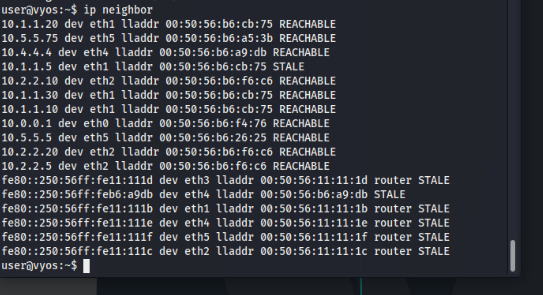 user@vyos:~$ ip neighbor
10.1.1.20 dev eth1 lladdr 00:50:56:b6:cb:75 REACHABLE
10.5.5.75 dev eth5 lladdr 00:50:56:b6:a5:3b REACHABLE
10.4.4.4 dev eth4 lladdr 00:50:56:b6:a9:db REACHABLE
10.1.1.5 dev eth1 lladdr 00:50:56:b6:cb:75 STALE
10.2.2.10 dev eth2 lladdr 00:50:56:b6:f6:c6 REACHABLE
10.1.1.30 dev eth1 lladdr 00:50:56:b6:cb:75 REACHABLE
10.1.1.10 dev eth1 lladdr 00:50:56:b6:cb:75 REACHABLE
10.0.0.1 dev eth0 lladdr 00:50:56:b6:f4:76 REACHABLE
10.5.5.5 dev eth5 lladdr 00:50:56:b6:26:25 REACHABLE
10.2.2.20 dev eth2 lladdr 00:50:56:b6:f6:c6 REACHABLE
10.2.2.5 dev eth2 lladdr 00:50:56:b6:f6:c6 REACHABLE
fe80::250:56ff:fe11:111d dev eth3 lladdr 00:50:56:11:11:1d router STALE
fe80::250:56ff:feb6:a9db dev eth4 lladdr 00:50:56:b6:a9:db STALE
fe80::250:56ff:fe11:111b dev eth1 lladdr 00:50:56:11:11:1b router STALE
fe80::250:56ff:fe11:111e dev eth4 lladdr 00:50:56:11:11:1e router STALE
fe80::250:56ff:fe11:111f dev eth5 lladdr 00:50:56:11:11:1f router STALE
fe80::250:56ff:fe11:111c dev eth2 lladdr 00:50:56:11:11:1c router STALE
user@vyos:~$